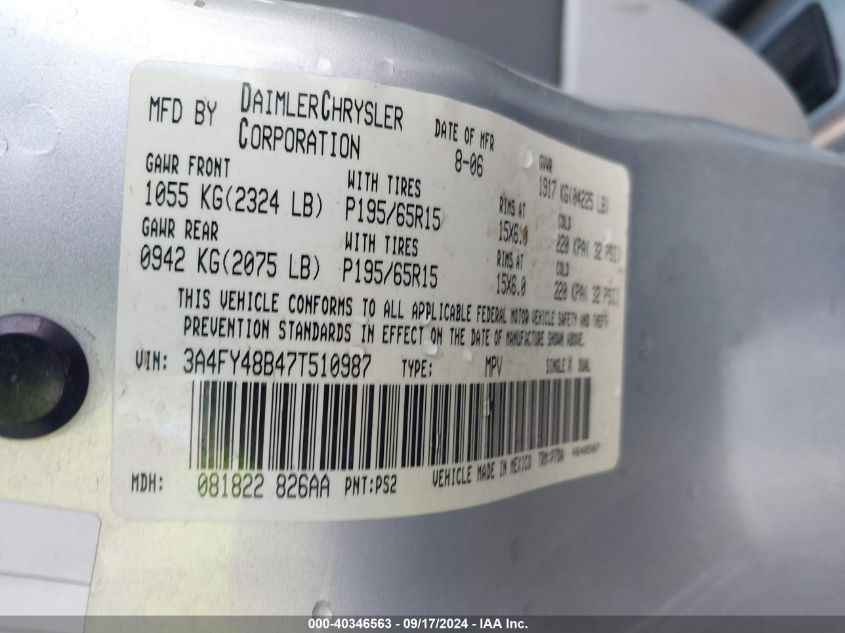 MFD BY DAIMLERCHRYSLER CORPORATION
DATE OF MFR 8-06
GVWR 1917 KG(04225 LB)
GAWR FRONT 1055 KG(2324 LB)
WITH TIRES P195/65R15
RIMS AT 15X6.0
COLD 220 KPA( 32 PSI)
GAWR REAR 0942 KG(2075 LB)
WITH TIRES P195/65R15
RIMS AT 15X6.0
COLD 220 KPA( 32 PSI)
THIS VEHICLE CONFORMS TO ALL APPLICABLE FEDERAL MOTOR VEHICLE SAFETY AND THEFT
PREVENTION STANDARDS IN EFFECT ON THE DATE OF MANUFACTURE SHOWN ABOVE.
VIN: 3A4FY48B47T510987 TYPE: MPV SINGLE X DUAL
MDH: 081822 826AA PNT:PS2 VEHICLE MADE IN MEXICO
000-40346563 / 09/17/2024 - IAA Inc.